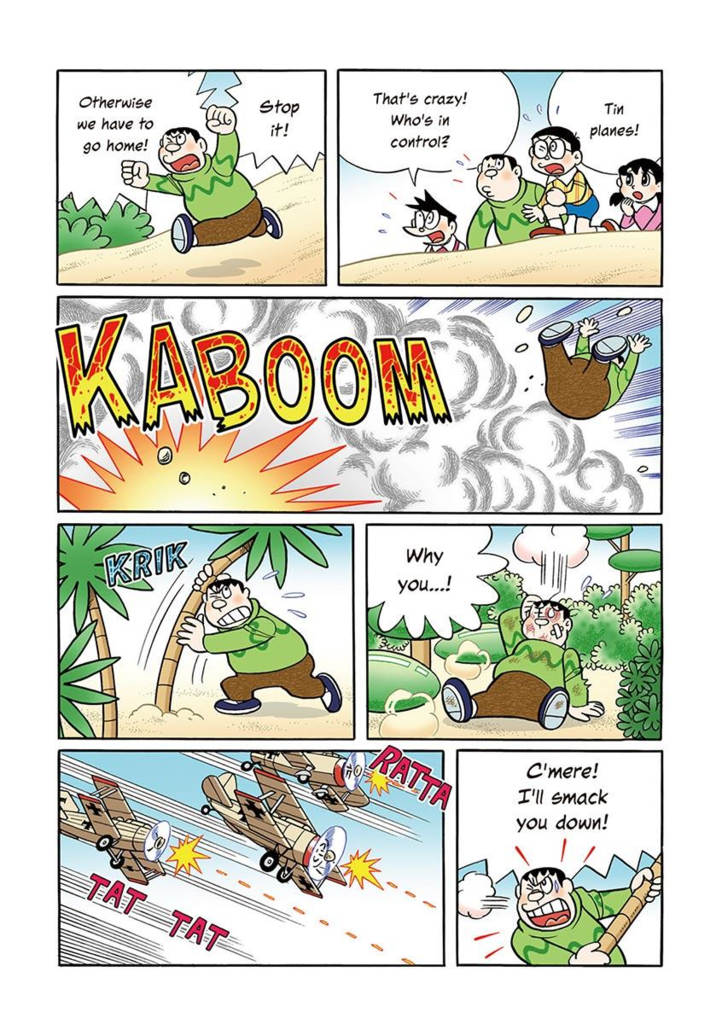 Tin
planes!
That's crazy!
Who's in
control?
Stop
it!
Otherwise
we have to
go home!
KABOOM
Why
you...!
KRIK
C'mere!
I'll smack
you down!
RATTA
TAT
TAT